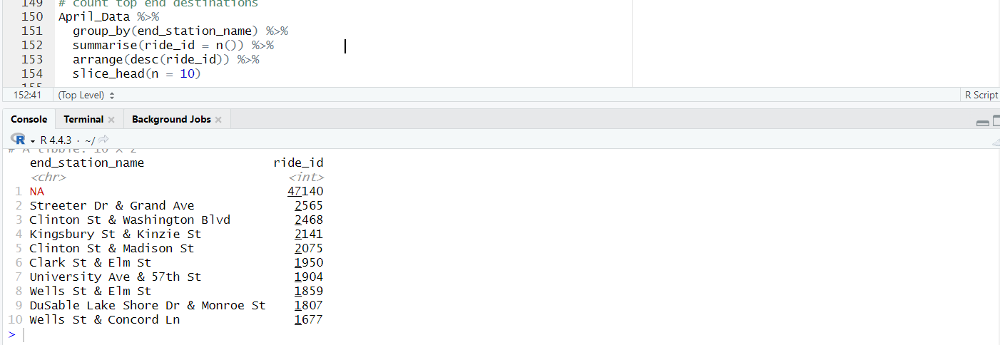 149 # count top end destinations
150 April_Data %>%
151 group_by(end_station_name) %>%
152 summarise(ride_id = n()) %>%
153 arrange(desc(ride_id)) %>%
154 slice_head(n = 10)
155
152:41 (Top Level) R Script
Console Terminal Background Jobs
R R 4.4.3 · ~/
# A tibble: 10 × 2
end_station_name ride_id
<chr> <int>
1 NA 47140
2 Streeter Dr & Grand Ave 2565
3 Clinton St & Washington Blvd 2468
4 Kingsbury St & Kinzie St 2141
5 Clinton St & Madison St 2075
6 Clark St & Elm St 1950
7 University Ave & 57th St 1904
8 Wells St & Elm St 1859
9 DuSable Lake Shore Dr & Monroe St 1807
10 Wells St & Concord Ln 1677
>